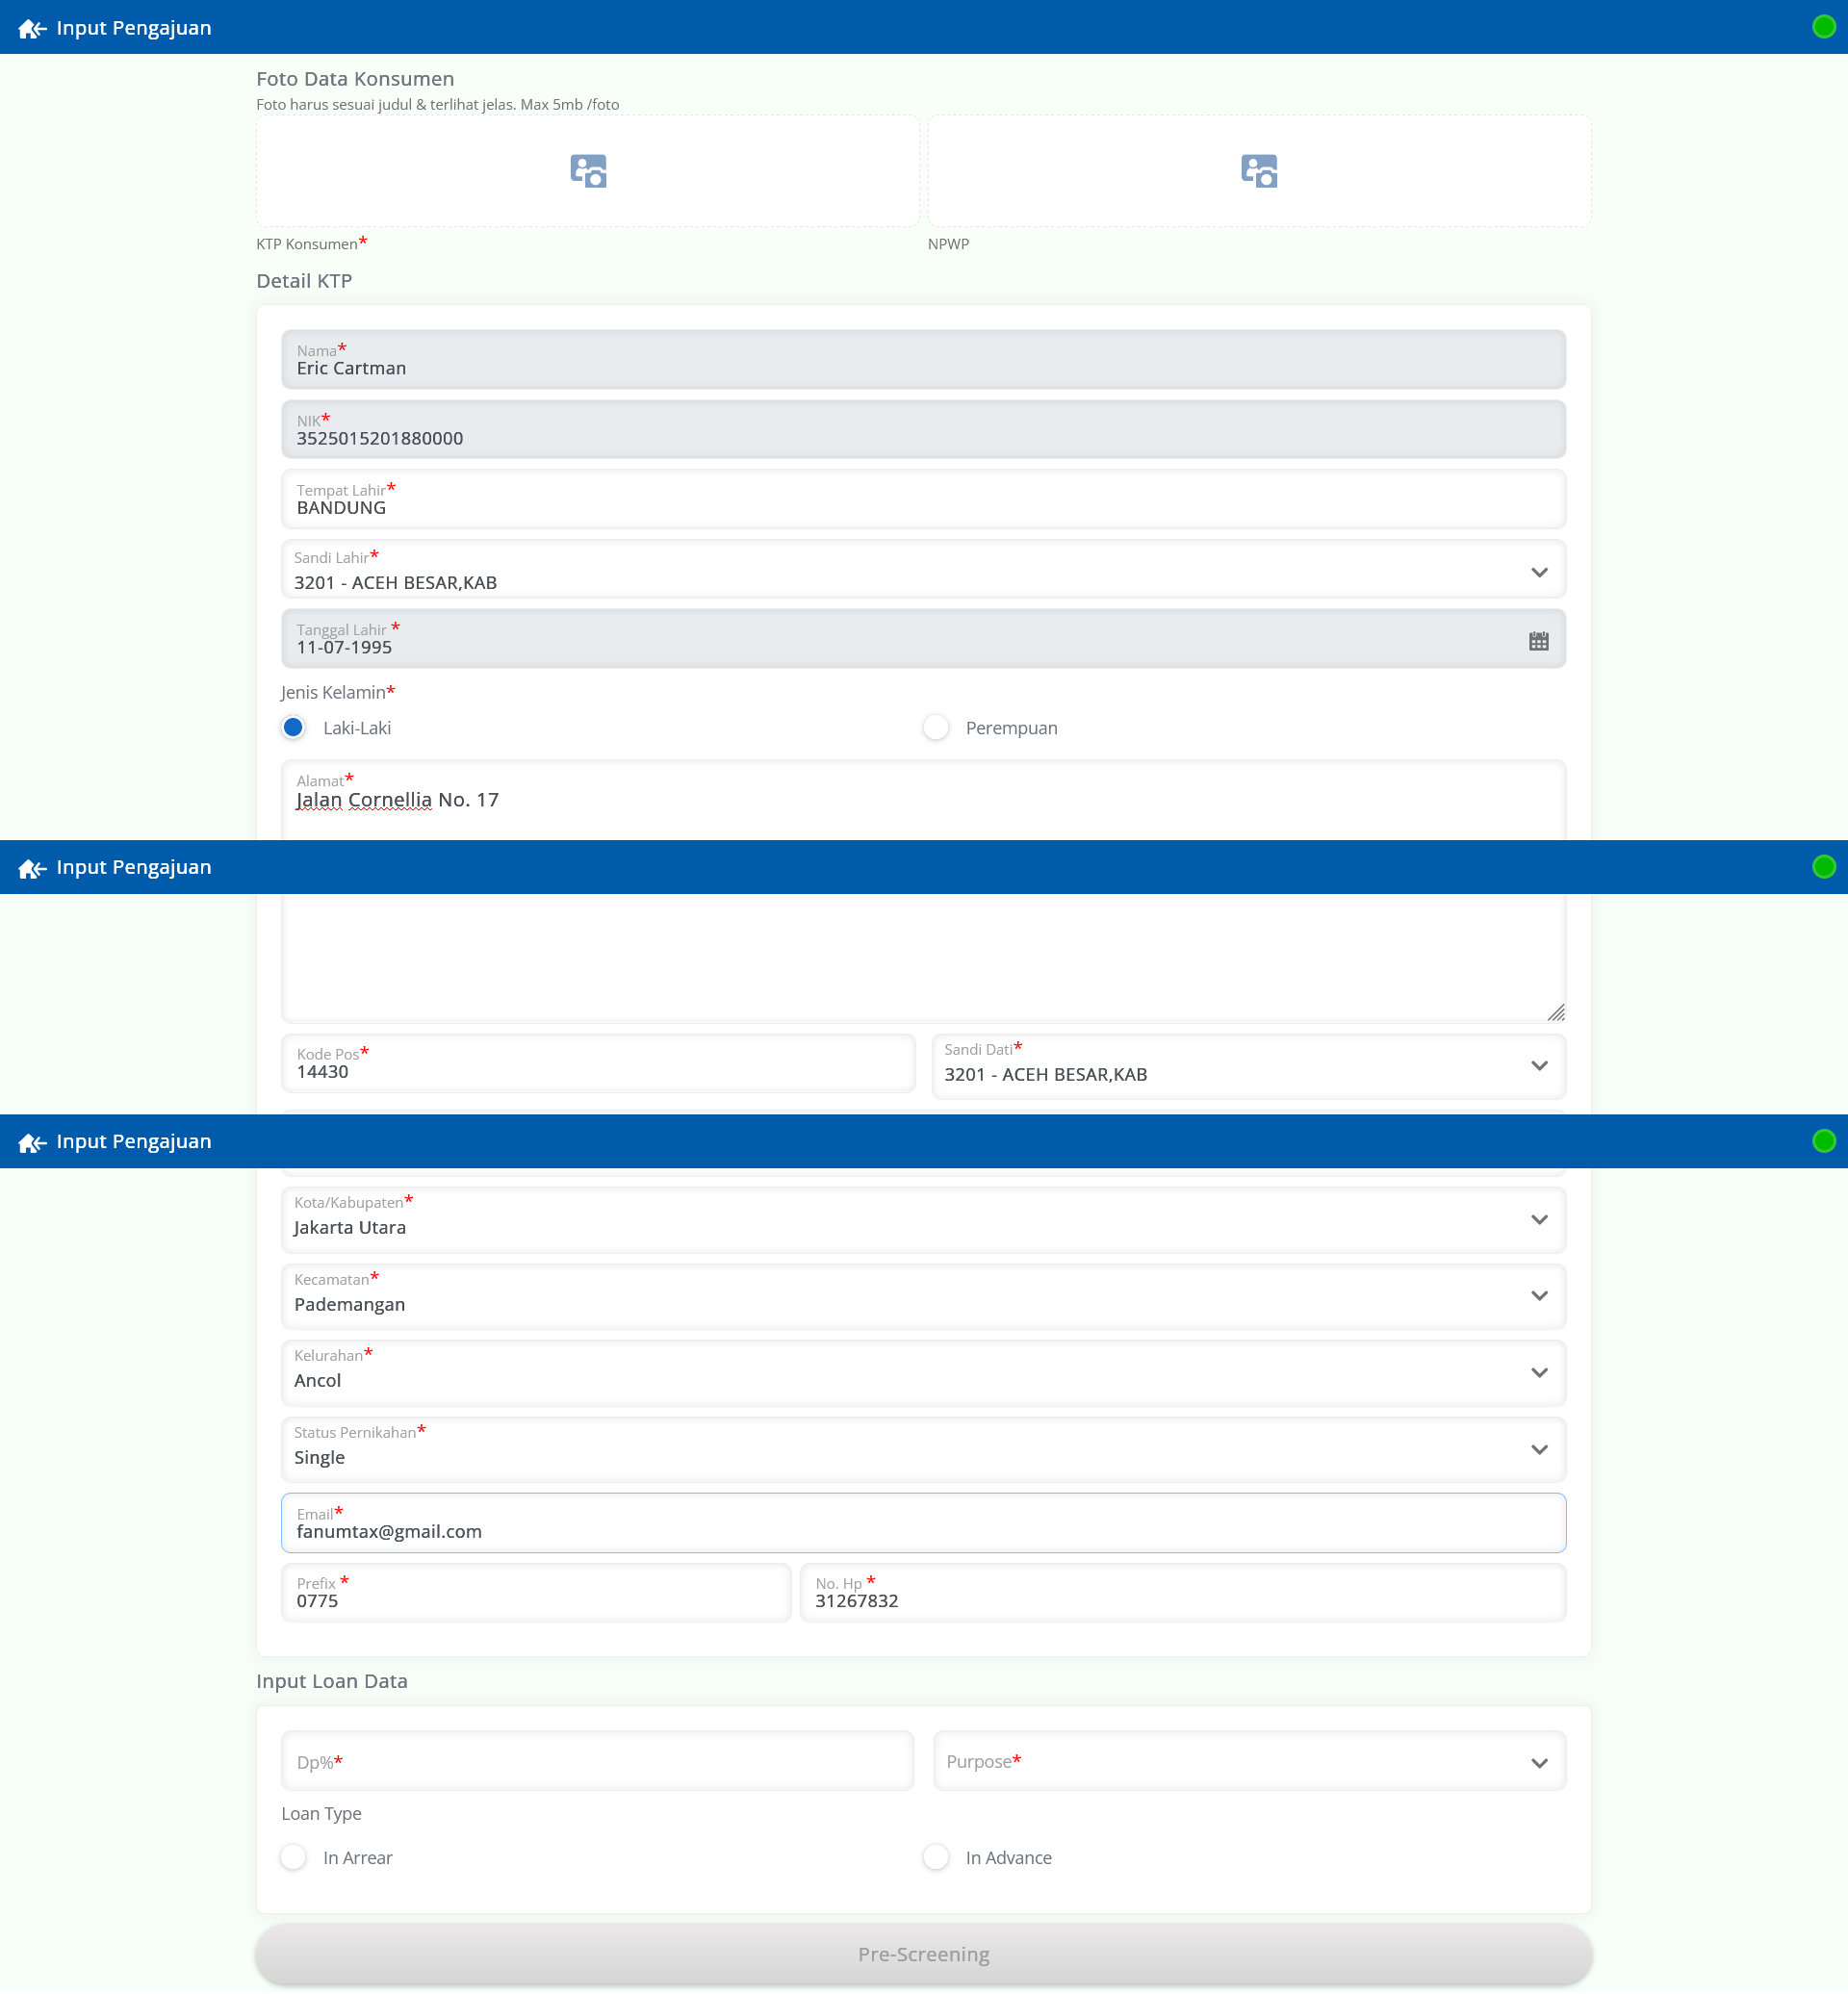 Input Pengajuan
Foto Data Konsumen
Foto harus sesuai judul & terlihat jelas. Max 5mb /foto
KTP Konsumen*
NPWP
Detail KTP
Nama*
Eric Cartman
NIK*
3525015201880000
Tempat Lahir*
BANDUNG
Sandi Lahir*
3201 - ACEH BESAR,KAB
Tanggal Lahir *
11-07-1995
Jenis Kelamin*
Laki-Laki
Perempuan
Alamat*
Jalan Cornellia No. 17
Input Pengajuan
Kode Pos*
14430
Sandi Dati*
3201 - ACEH BESAR,KAB
Input Pengajuan
Kota/Kabupaten*
Jakarta Utara
Kecamatan*
Pademangan
Kelurahan*
Ancol
Status Pernikahan*
Single
Email*
fanumtax@gmail.com
Prefix *
0775
No. Hp *
31267832
Input Loan Data
Dp%*
Purpose*
Loan Type
In Arrear
In Advance
Pre-Screening